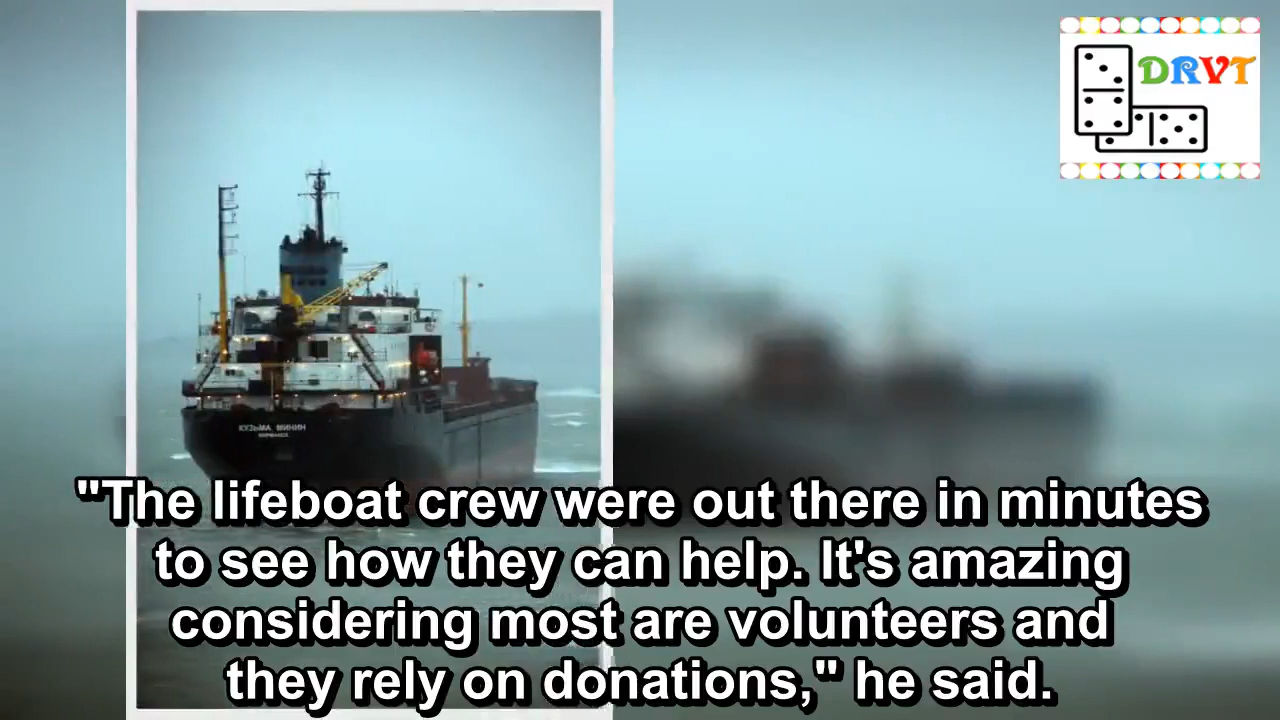 DRVT
КУЗЬМА МИНИН
МУРМАНСК
"The lifeboat crew were out there in minutes
to see how they can help. It's amazing
considering most are volunteers and
they rely on donations," he said.